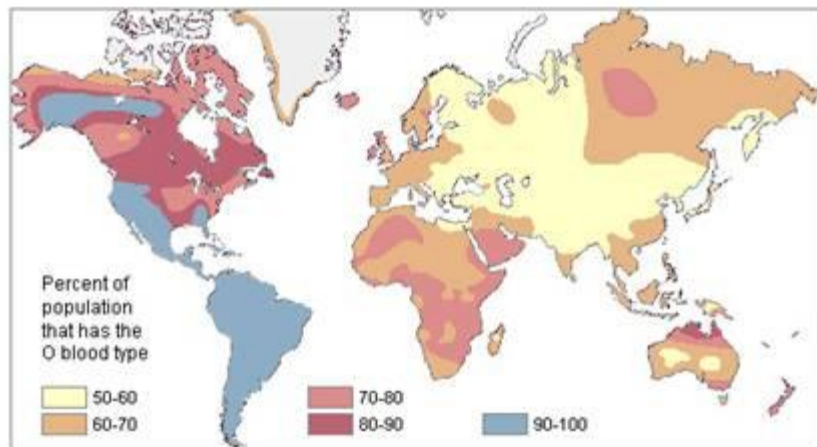 Percent of
population
that has the
O blood type
50-60
60-70
70-80
80-90
90-100